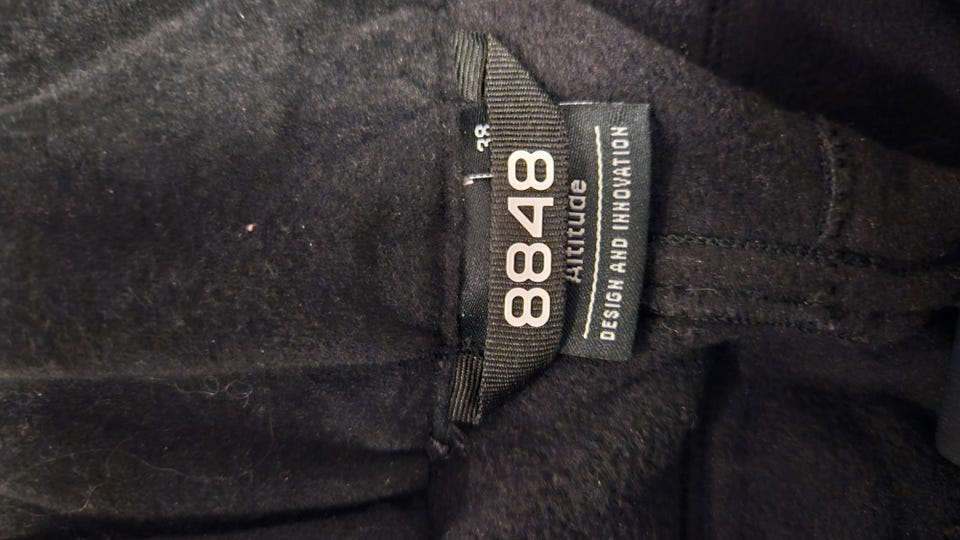 38
8848
Altitude
DESIGN AND INNOVATION